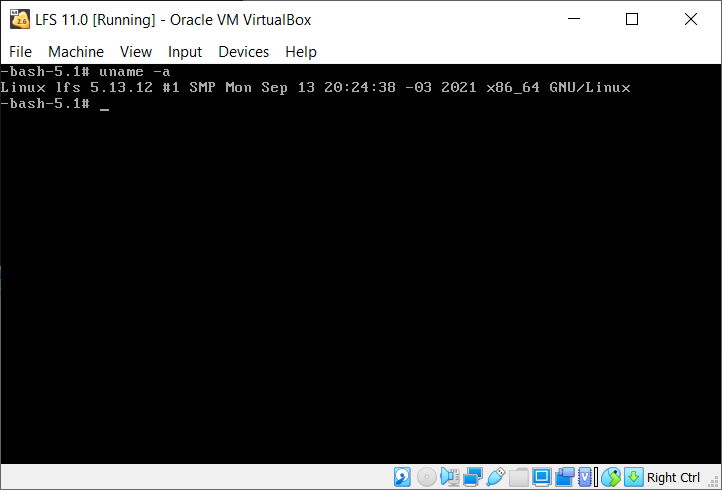 LFS 11.0 [Running] - Oracle VM VirtualBox
File Machine View Input Devices Help
-bash-5.1# uname -a
Linux lfs 5.13.12 #1 SMP Mon Sep 13 20:24:38 -03 2021 x86_64 GNU/Linux
-bash-5.1# _
Right Ctrl